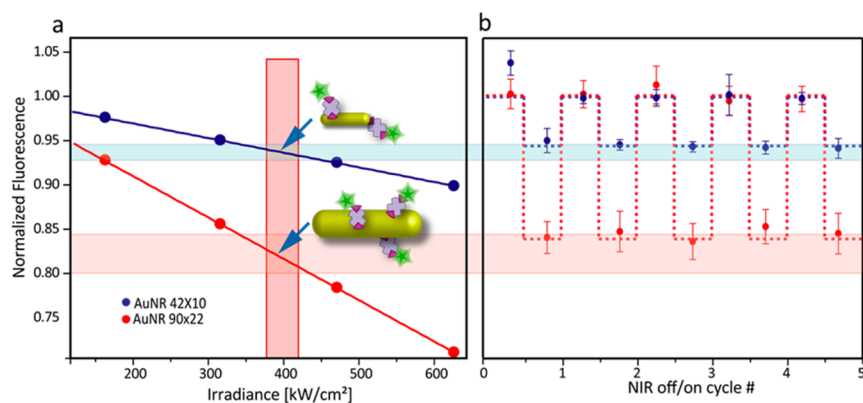 a
b
1.05
1.00
0.95
0.90
0.85
0.80
0.75
Normalized Fluorescence
AuNR 42X10
AuNR 90x22
200 300 400 500 600
Irradiance [kW/cm²]
0 1 2 3 4 5
NIR off/on cycle #